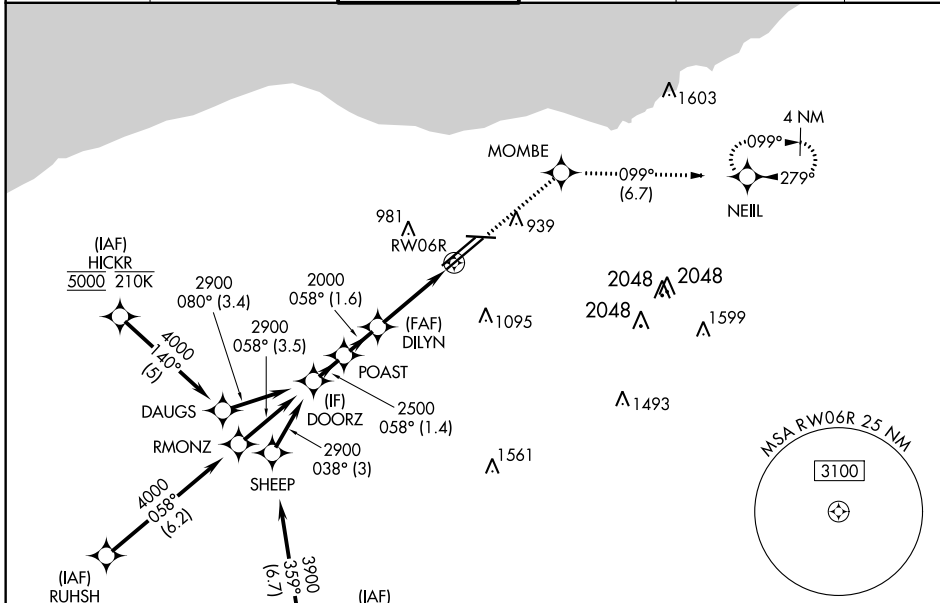 1603
4 NM
099°
279°
NEIIL
MOMBE
099°
(6.7)
981
939
RW06R
(IAF)
HICKR
5000 210K
2900
080° (3.4)
2000
058° (1.6)
2900
058° (3.5)
2048
2048
2048
1599
1095
(FAF)
DILYN
POAST
4000
140°
(5)
DAUGS
(IF)
DOORZ
2500
058° (1.4)
1493
RMONZ
2900
038° (3)
SHEEP
1561
MSA RW06R 25 NM
3100
4000
058°
(6.2)
(IAF)
RUHSH
3900
359°
(6.7)
(IAF)